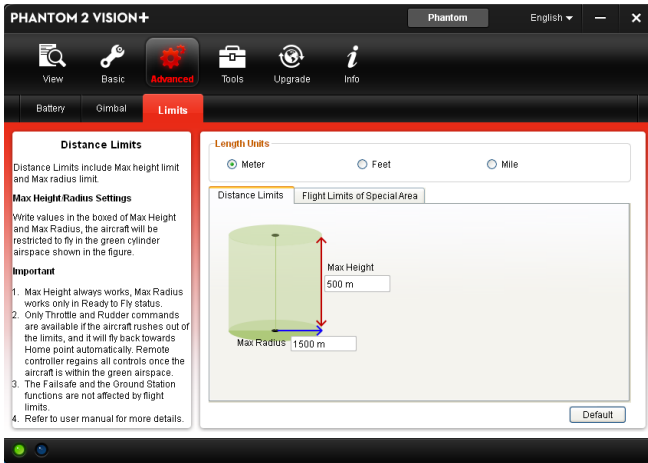 PHANTOM 2 VISION+
Phantom
English
View
Basic
Advanced
Tools
Upgrade
Info
Battery
Gimbal
Limits
Distance Limits
Distance Limits include Max height limit
and Max radius limit.
Max Height/Radius Settings
Write values in the boxed of Max Height
and Max Radius, the aircraft will be
restricted to fly in the green cylinder
airspace shown in the figure.
Important
1. Max Height always works, Max Radius
works only in Ready to Fly status.
2. Only Throttle and Rudder commands
are available if the aircraft rushes out of
the limits, and it will fly back towards
Home point automatically. Remote
controller regains all controls once the
aircraft is within the green airspace.
3. The Failsafe and the Ground Station
functions are not affected by flight
limits.
4. Refer to user manual for more details.
Length Units
Meter
Feet
Mile
Distance Limits
Flight Limits of Special Area
Max Height
500 m
Max Radius
1500 m
Default